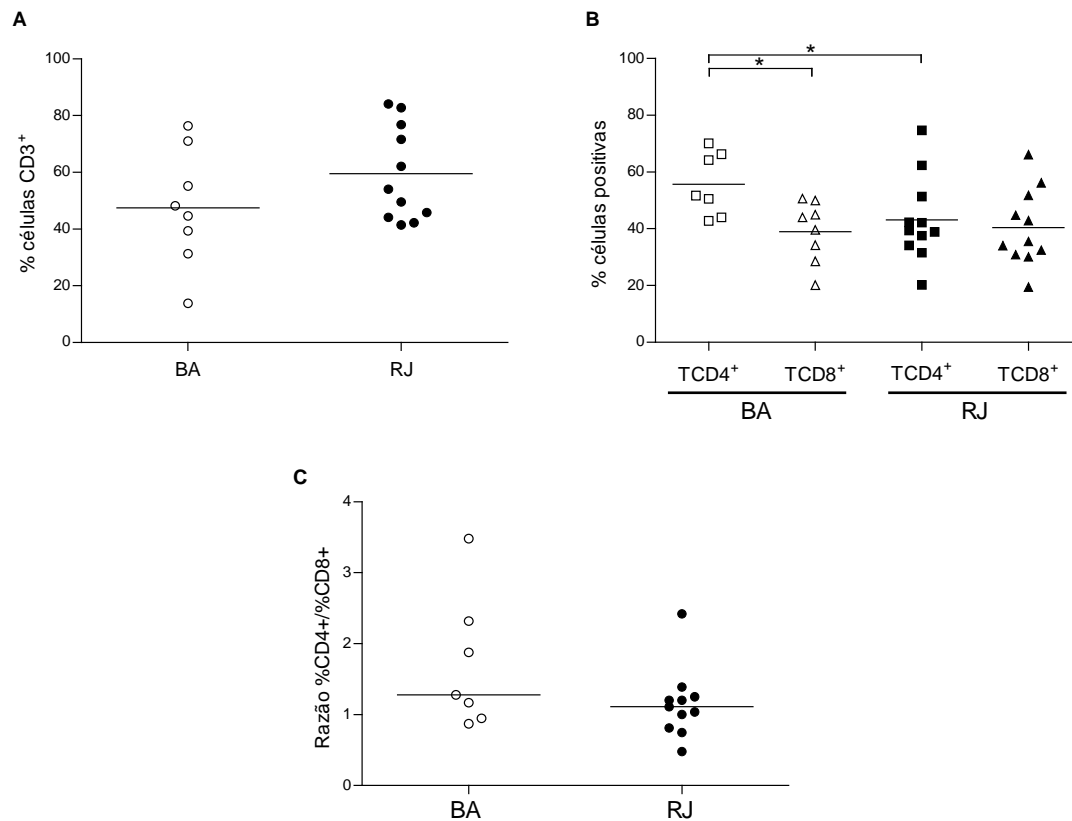 A
100
80
60
40
20
0
% células CD3⁺
BA
RJ
B
100
80
60
40
20
0
% células positivas
*
*
TCD4⁺
TCD8⁺
TCD4⁺
TCD8⁺
BA
RJ
C
4
3
2
1
0
Razão %CD4+/%CD8+
BA
RJ